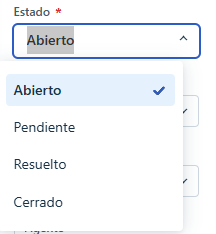 Estado *
Abierto
Abierto
Pendiente
Resuelto
Cerrado